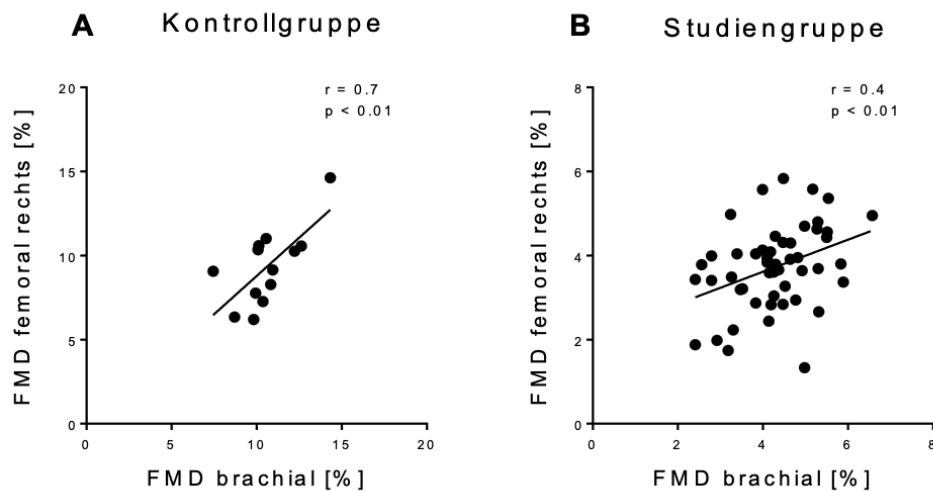 A Kontrollgruppe
r = 0.7
p < 0.01
FMD femoral rechts [%]
20
15
10
5
0
0 5 10 15 20
FMD brachial [%]
B Studiengruppe
r = 0.4
p < 0.01
FMD femoral rechts [%]
8
6
4
2
0
0 2 4 6 8
FMD brachial [%]